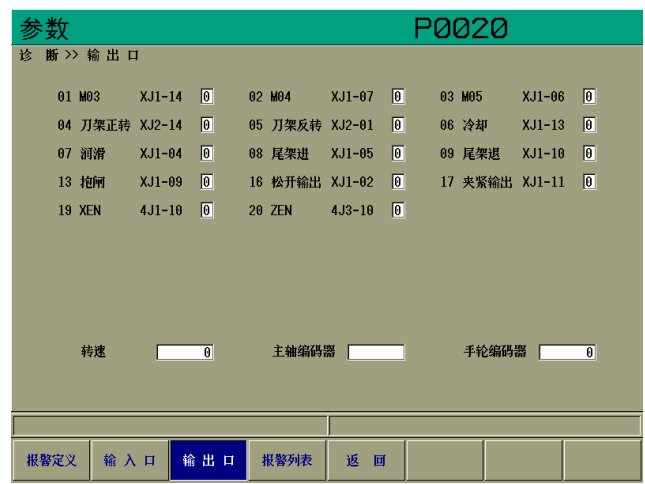 参数 P0020
诊 断>> 输 出 口
01 M03 XJ1-14 0 02 M04 XJ1-07 0 03 M05 XJ1-06 0
04 刀架正转 XJ2-14 0 05 刀架反转 XJ2-01 0 06 冷却 XJ1-13 0
07 润滑 XJ1-04 0 08 尾架进 XJ1-05 0 09 尾架退 XJ1-10 0
13 抱闸 XJ1-09 0 16 松开输出 XJ1-02 0 17 夹紧输出 XJ1-11 0
19 XEN 4J1-10 0 20 ZEN 4J3-10 0
转速 0 主轴编码器 手轮编码器 0
报警定义 输 入 口 输 出 口 报警列表 返 回